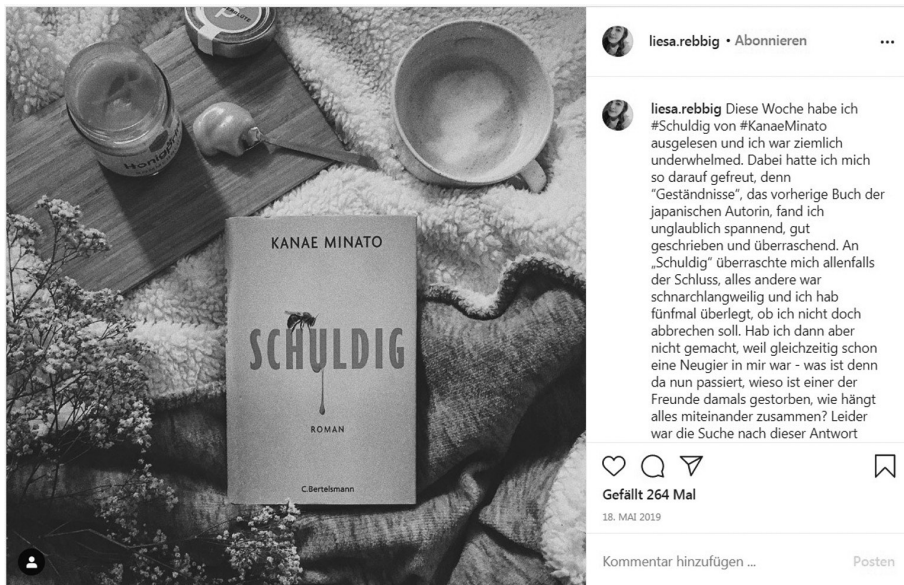 Honig
KANAE MINATO
SCHULDIG
ROMAN
C.Bertelsmann
liesa.rebbig • Abonnieren
liesa.rebbig Diese Woche habe ich
#Schuldig von #KanaeMinato
ausgelesen und ich war ziemlich
underwhelmed. Dabei hatte ich mich
so darauf gefreut, denn
"Geständnisse", das vorherige Buch der
japanischen Autorin, fand ich
unglaublich spannend, gut
geschrieben und überraschend. An
„Schuldig" überraschte mich allenfalls
der Schluss, alles andere war
schnarchlangweilig und ich hab
fünfmal überlegt, ob ich nicht doch
abbrechen soll. Hab ich dann aber
nicht gemacht, weil gleichzeitig schon
eine Neugier in mir war - was ist denn
da nun passiert, wieso ist einer der
Freunde damals gestorben, wie hängt
alles miteinander zusammen? Leider
war die Suche nach dieser Antwort
Gefällt 264 Mal
18. MAI 2019
Kommentar hinzufügen ...
Posten